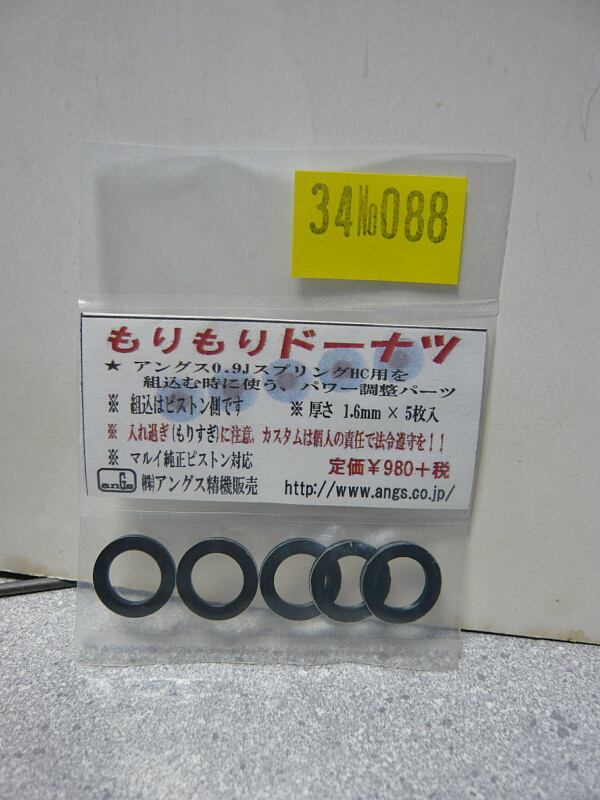 34№088
もりもりドーナツ
★ アングス0.9JスプリングHC用を
組込む時に使う、パワー調整パーツ
※ 組込はピストン側です ※ 厚さ 1.6mm × 5枚入
※ 入れ過ぎ(もりすぎ)に注意。カスタムは個人の責任で法令遵守を!!
※ マルイ純正ピストン対応 定価¥980+税
anGs ㈱アングス精機販売 http://www.angs.co.jp/